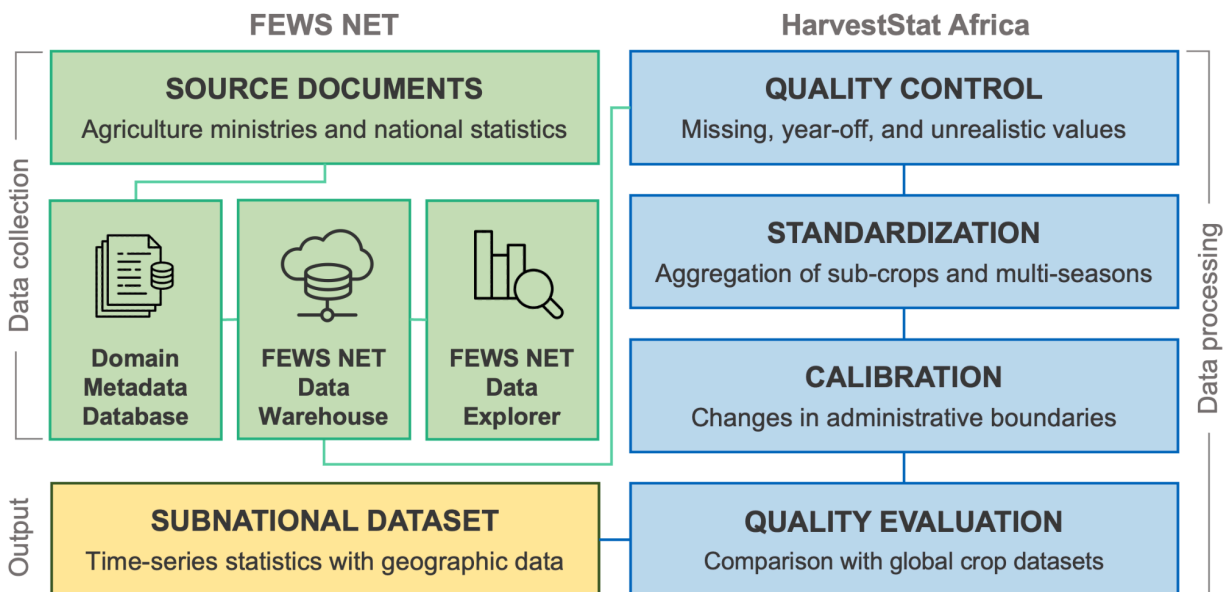 FEWS NET
HarvestStat Africa
Data collection
SOURCE DOCUMENTS
Agriculture ministries and national statistics
Domain
Metadata
Database
FEWS NET
Data
Warehouse
FEWS NET
Data
Explorer
Output
SUBNATIONAL DATASET
Time-series statistics with geographic data
QUALITY CONTROL
Missing, year-off, and unrealistic values
STANDARDIZATION
Aggregation of sub-crops and multi-seasons
CALIBRATION
Changes in administrative boundaries
QUALITY EVALUATION
Comparison with global crop datasets
Data processing